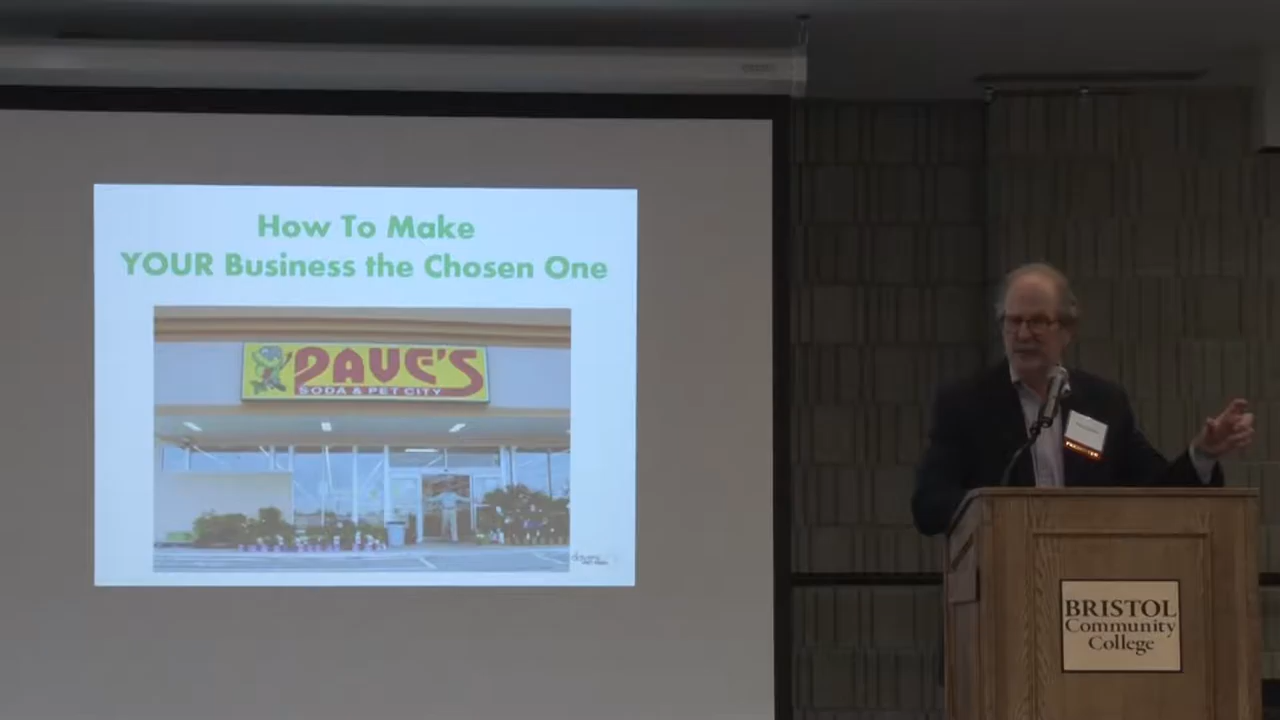 How To Make
YOUR Business the Chosen One
DAVE'S
SODA & PET CITY
BRISTOL
Community
College